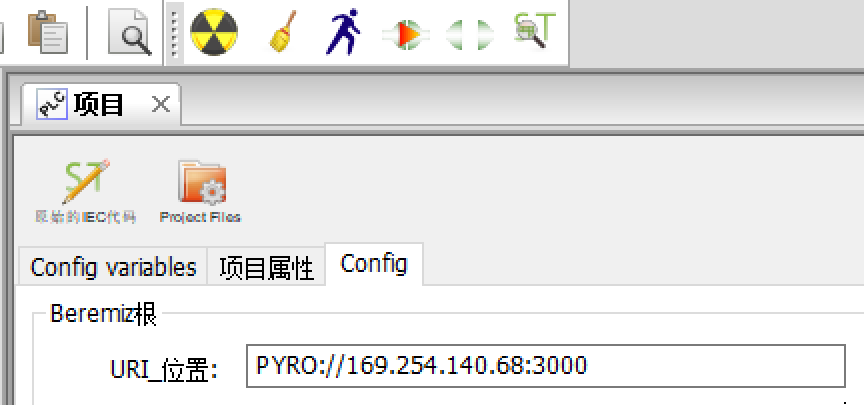 ST
项目
ST
原始的IEC代码 Project Files
Config variables 项目属性 Config
Beremiz根
URI_位置: PYRO://169.254.140.68:3000